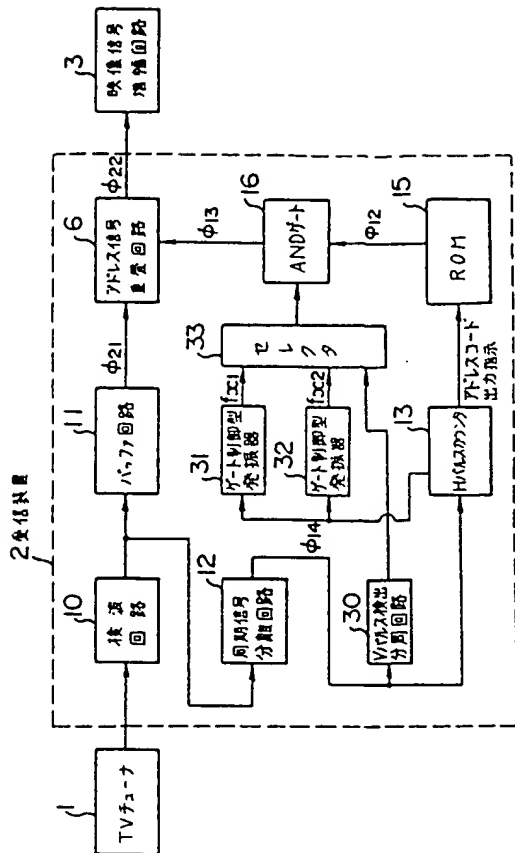 2受信装置
1
TVチューナ
10
検波
回路
11
バッファ回路
φ21
6
アドレス信号
重畳回路
φ22
3
映像信号
増幅回路
12
同期信号
分離回路
31
ゲート制御型
発振器
fx1
32
ゲート制御型
発振器
fx2
φ14
33
セレクタ
16
ANDゲート
φ13
φ12
30
Vパルス検出
分周回路
13
Hパルスカウンタ
アドレスコード
出力指示
15
ROM